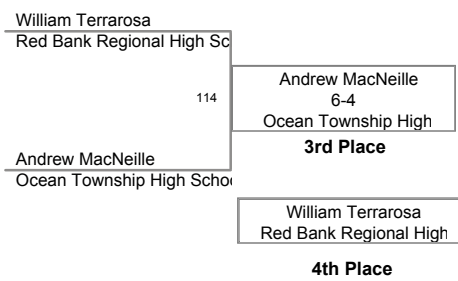 William Terrarosa
Red Bank Regional High Sc
114
Andrew MacNeille
6-4
Ocean Township High
3rd Place
Andrew MacNeille
Ocean Township High Schoo
William Terrarosa
Red Bank Regional High
4th Place